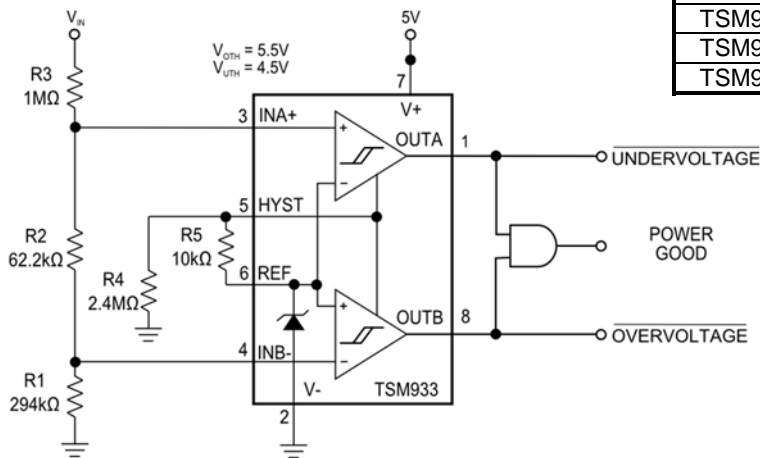 TSM9
TSM9
TSM9
VIN
5V
VOTH = 5.5V
VUTH = 4.5V
R3
1MΩ
7
V+
3 INA+
+
OUTA 1
UNDERVOLTAGE
−
5 HYST
R2
62.2kΩ
R5
10kΩ
POWER
GOOD
R4
2.4MΩ
6 REF
+
OUTB 8
OVERVOLTAGE
4 INB-
−
R1
294kΩ
V-
TSM933
2